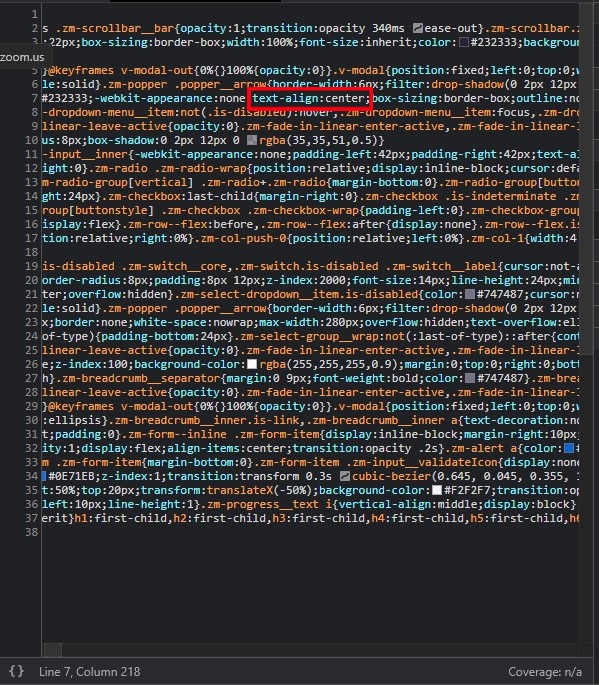 1
2 s .zm-scrollbar__bar{opacity:1;transition:opacity 340ms ease-out}.zm-scrollbar.
3 :22px;box-sizing:border-box;width:100%;font-size:inherit;color:#232333;backgroun
zoom.us
5 }@keyframes v-modal-out{0%{}100%{opacity:0}}.v-modal{position:fixed;left:0;top:0;w
6 le:solid}.zm-popper .popper__arrow{border-width:6px;filter:drop-shadow(0 2px 12px
7 #232333;-webkit-appearance:none;text-align:center;box-sizing:border-box;outline:no
8 -dropdown-menu__item:not(.is-disabled):hover,.zm-dropdown-menu__item:focus,.zm-d
9 linear-leave-active{opacity:0}.zm-fade-in-linear-enter-active,.zm-fade-in-linear-
10 us:8px;box-shadow:0 2px 12px 0 rgba(35,35,51,0.5)}
11 -input__inner{-webkit-appearance:none;padding-left:42px;padding-right:42px;text-al
12 ight:0}.zm-radio .zm-radio-wrap{position:relative;display:inline-block;cursor:defa
13 m-radio-group[vertical] .zm-radio+.zm-radio{margin-bottom:0}.zm-radio-group[button
14 ght:24px}.zm-checkbox:last-child{margin-right:0}.zm-checkbox .is-indeterminate .zm
15 roup[buttonstyle] .zm-checkbox .zm-checkbox-wrap{padding-left:0}.zm-checkbox-group
16 isplay:flex}.zm-row--flex:before,.zm-row--flex:after{display:none}.zm-row--flex.is
17 tion:relative;right:0%}.zm-col-push-0{position:relative;left:0%}.zm-col-1{width:4.
18
19 is-disabled .zm-switch__core,.zm-switch.is-disabled .zm-switch__label{cursor:not-a
20 order-radius:8px;padding:8px 12px;z-index:2000;font-size:14px;line-height:24px;min
21 ter;overflow:hidden}.zm-select-dropdown__item.is-disabled{color:#747487;cursor:n
22 le:solid}.zm-popper .popper__arrow{border-width:6px;filter:drop-shadow(0 2px 12px
23 x;border:none;white-space:nowrap;max-width:280px;overflow:hidden;text-overflow:ell
24 of-type){padding-bottom:24px}.zm-select-group__wrap:not(:last-of-type)::after{cont
25 linear-leave-active{opacity:0}.zm-fade-in-linear-enter-active,.zm-fade-in-linear-
26 e;z-index:100;background-color:rgba(255,255,255,0.9);margin:0;top:0;right:0;bott
27 h}.zm-breadcrumb__separator{margin:0 9px;font-weight:bold;color:#747487}.zm-brea
28 linear-leave-active{opacity:0}.zm-fade-in-linear-enter-active,.zm-fade-in-linear-
29 }@keyframes v-modal-out{0%{}100%{opacity:0}}.v-modal{position:fixed;left:0;top:0;w
30 :ellipsis}.zm-breadcrumb__inner.is-link,.zm-breadcrumb__inner a{text-decoration:no
31 t;padding:0}.zm-form--inline .zm-form-item{display:inline-block;margin-right:10px;
32 ity:1;display:flex;align-items:center;transition:opacity .2s}.zm-alert a{color:#
33 m .zm-form-item{margin-bottom:0}.zm-form-item .zm-input__validateIcon{display:none
34 #0E71EB;z-index:1;transition:transform 0.3s cubic-bezier(0.645, 0.045, 0.355, 1
35 t:50%;top:20px;transform:translateX(-50%);background-color:#F2F2F7;transition:op
36 left:10px;line-height:1}.zm-progress__text i{vertical-align:middle;display:block}
37 erit}h1:first-child,h2:first-child,h3:first-child,h4:first-child,h5:first-child,h6
38
{} Line 7, Column 218 Coverage: n/a